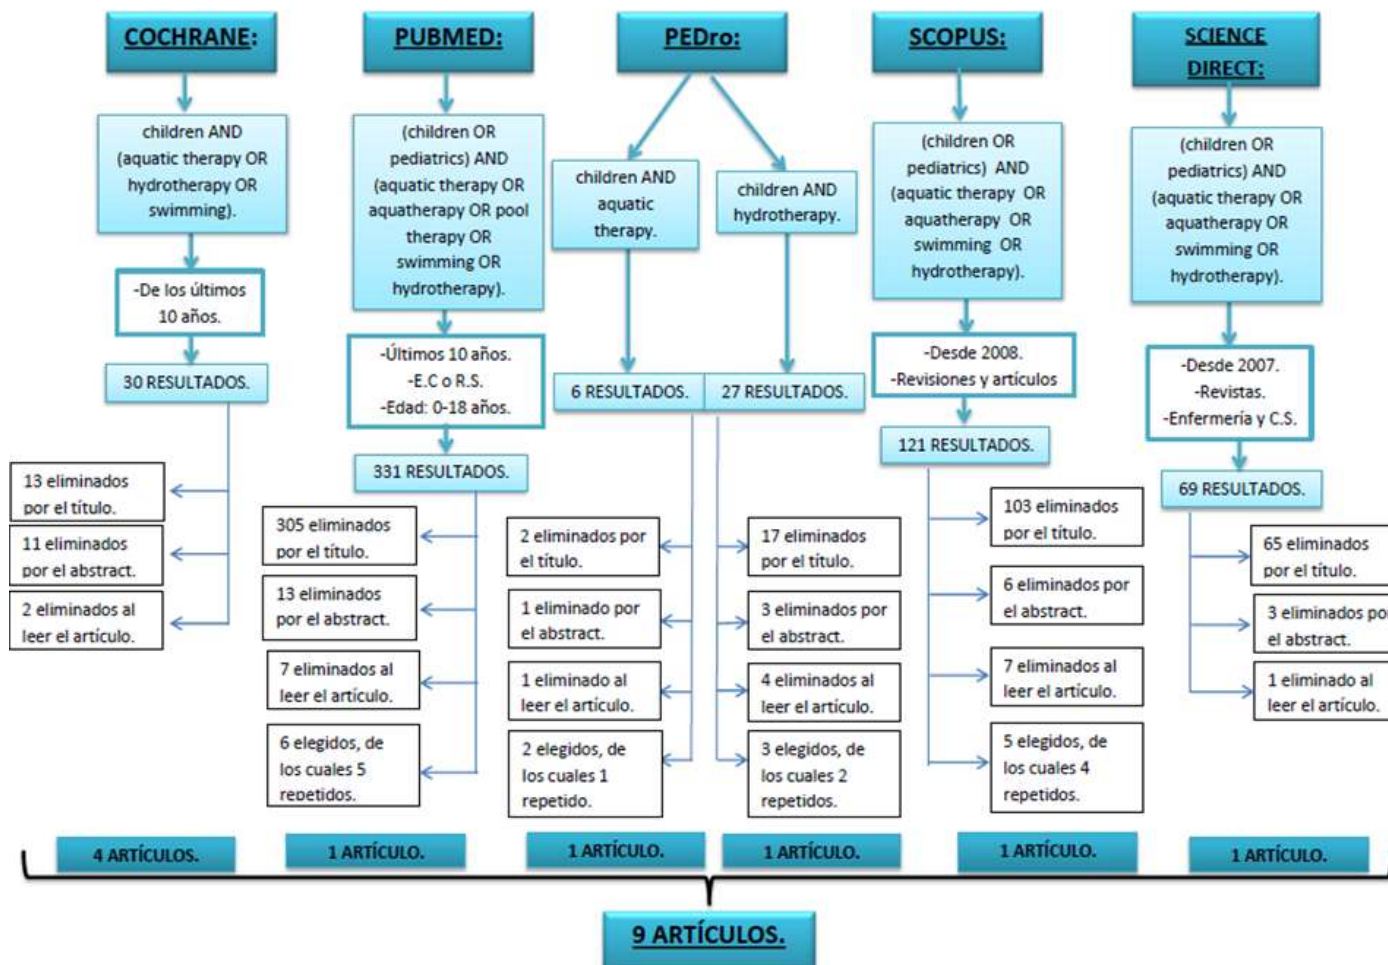 COCHRANE:
children AND
(aquatic therapy OR
hydrotherapy OR
swimming).
-De los últimos
10 años.
30 RESULTADOS.
13 eliminados
por el título.
11 eliminados
por el abstract.
2 eliminados al
leer el artículo.
4 ARTÍCULOS.
PUBMED:
(children OR
pediatrics) AND
(aquatic therapy OR
aquatherapy OR pool
therapy OR
swimming OR
hydrotherapy).
-Últimos 10 años.
-E.C o R.S.
-Edad: 0-18 años.
331 RESULTADOS.
305 eliminados
por el título.
13 eliminados
por el abstract.
7 eliminados al
leer el artículo.
6 elegidos, de
los cuales 5
repetidos.
1 ARTÍCULO.
PEDro:
children AND
aquatic
therapy.
6 RESULTADOS.
2 eliminados por
el título.
1 eliminado por
el abstract.
1 eliminado al
leer el artículo.
2 elegidos, de
los cuales 1
repetido.
1 ARTÍCULO.
children AND
hydrotherapy.
27 RESULTADOS.
17 eliminados
por el título.
3 eliminados por
el abstract.
4 eliminados al
leer el artículo.
3 elegidos, de
los cuales 2
repetidos.
1 ARTÍCULO.
SCOPUS:
(children OR
pediatrics) AND
(aquatic therapy OR
aquatherapy OR
swimming OR
hydrotherapy).
-Desde 2008.
-Revisiones y artículos
121 RESULTADOS.
103 eliminados
por el título.
6 eliminados por
el abstract.
7 eliminados al
leer el artículo.
5 elegidos, de
los cuales 4
repetidos.
1 ARTÍCULO.
SCIENCE
DIRECT:
(children OR
pediatrics) AND
(aquatic therapy OR
aquatherapy OR
swimming OR
hydrotherapy).
-Desde 2007.
-Revistas.
-Enfermería y C.S.
69 RESULTADOS.
65 eliminados
por el título.
3 eliminados por
el abstract.
1 eliminado al
leer el artículo.
1 ARTÍCULO.
9 ARTÍCULOS.